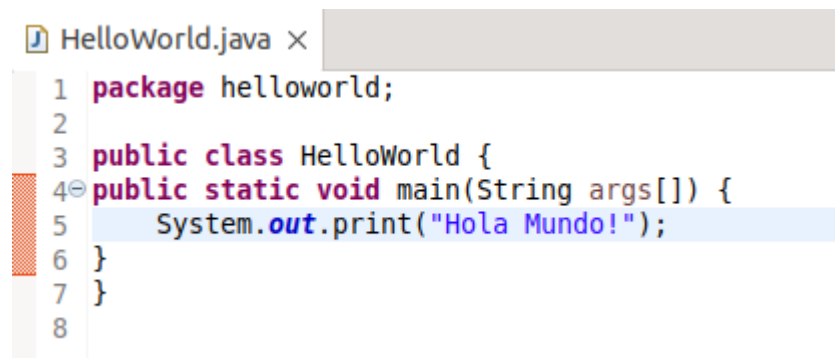 HelloWorld.java ×
1 package helloworld;
2
3 public class HelloWorld {
4 public static void main(String args[]) {
5     System.out.print("Hola Mundo!");
6 }
7 }
8